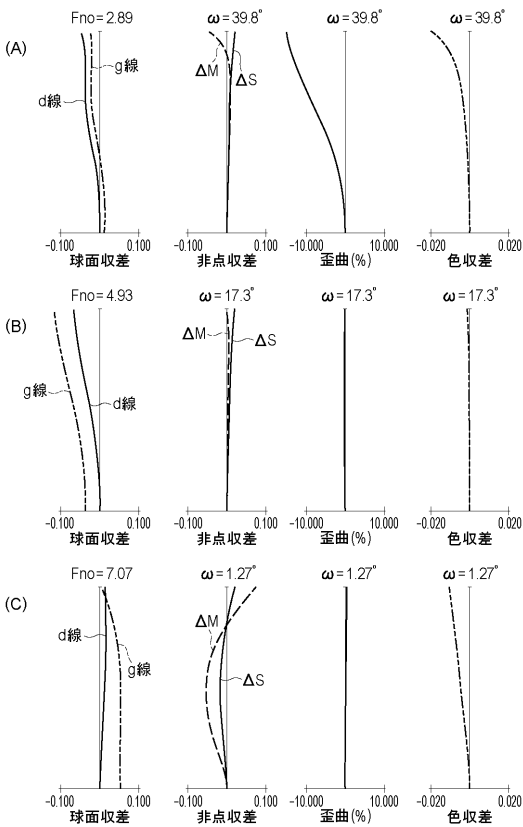 (A)
Fno=2.89
ω=39.8°
ω=39.8°
ω=39.8°
g線
d線
ΔM
ΔS
-0.100 0.100
球面収差
-0.100 0.100
非点収差
-10.000 10.000
歪曲(%)
-0.020 0.020
色収差
(B)
Fno=4.93
ω=17.3°
ω=17.3°
ω=17.3°
g線
d線
ΔM
ΔS
-0.100 0.100
球面収差
-0.100 0.100
非点収差
-10.000 10.000
歪曲(%)
-0.020 0.020
色収差
(C)
Fno=7.07
ω=1.27°
ω=1.27°
ω=1.27°
d線
g線
ΔM
ΔS
-0.100 0.100
球面収差
-0.100 0.100
非点収差
-10.000 10.000
歪曲(%)
-0.020 0.020
色収差